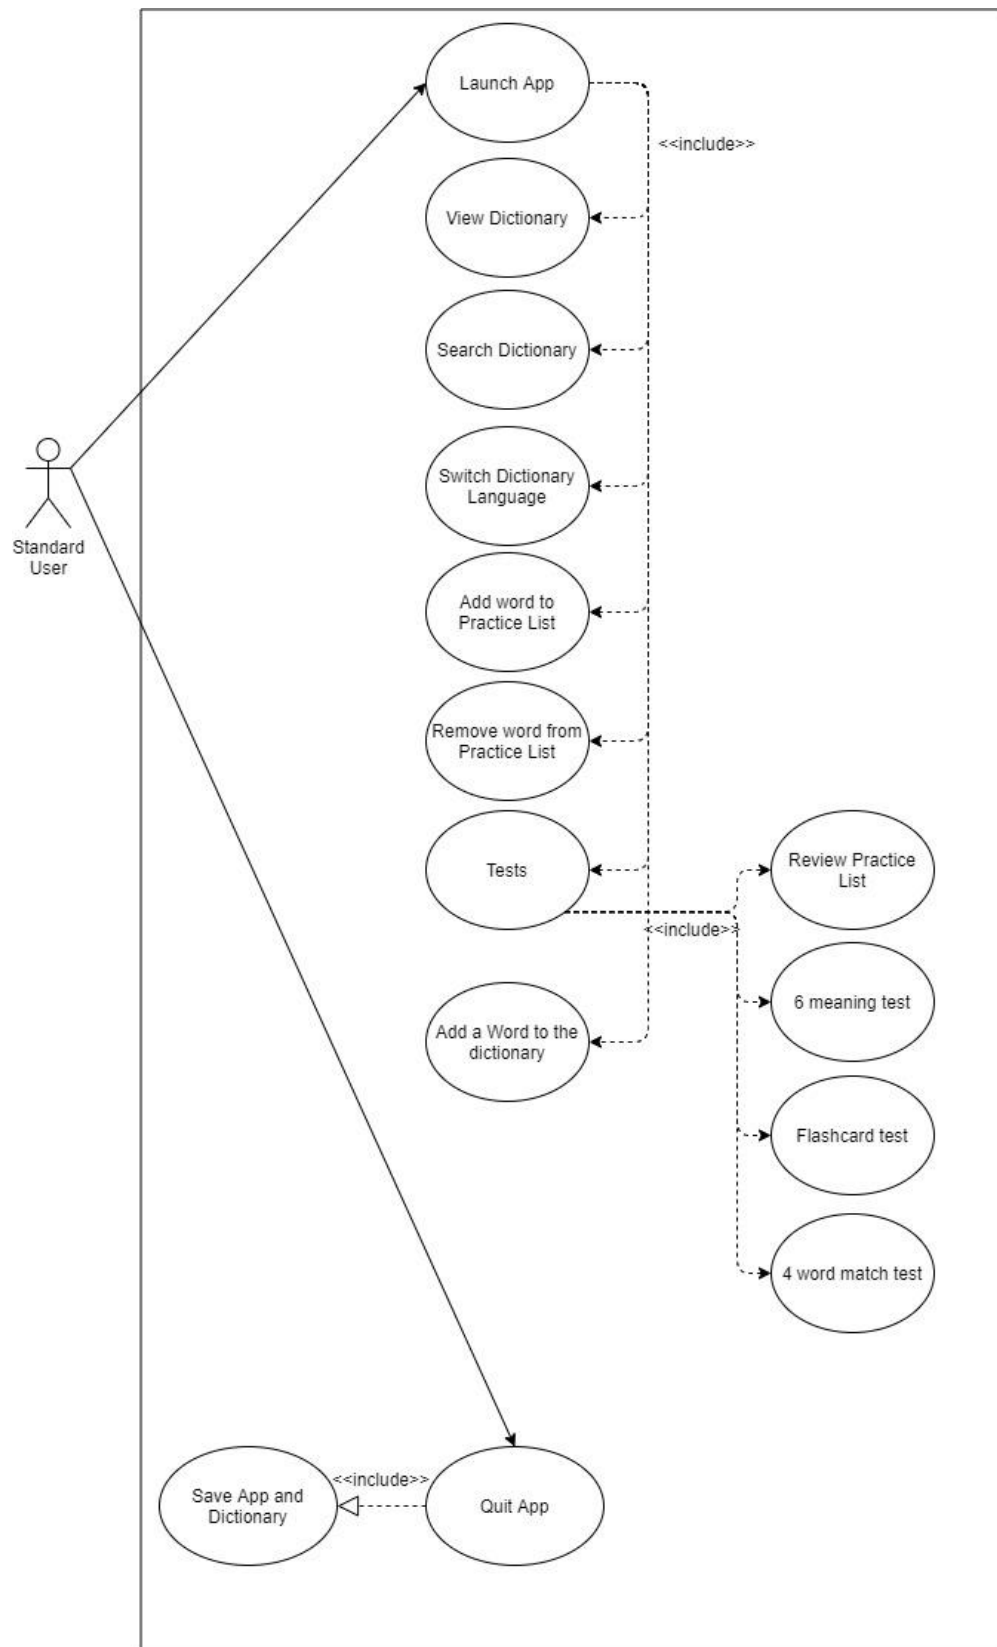 Launch App
<<include>>
View Dictionary
Search Dictionary
Switch Dictionary
Language
Standard
User
Add word to
Practice List
Remove word from
Practice List
Tests
Review Practice
List
<<include>>
6 meaning test
Add a Word to the
dictionary
Flashcard test
4 word match test
<<include>>
Save App and
Dictionary
Quit App